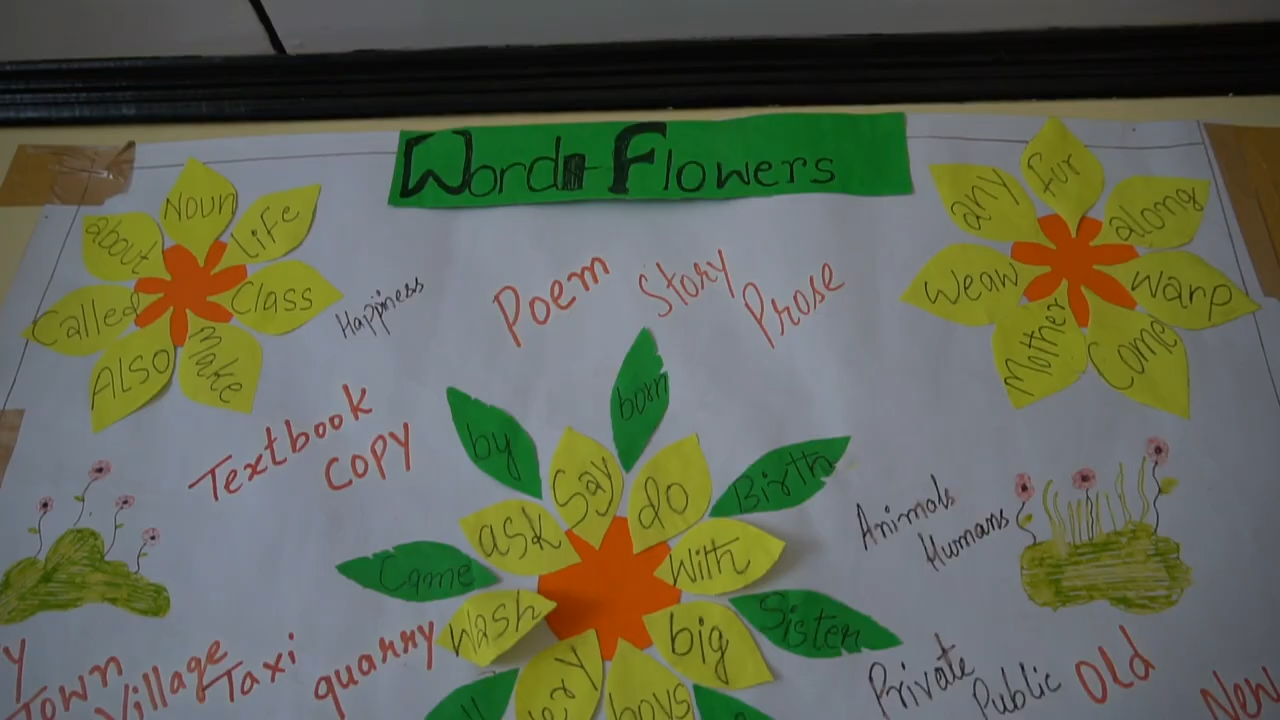 Word-Flowers
Noun
Life
Class
Make
ALSO
Called
about
Happiness
Poem
Story
Prose
Fur
along
Warp
Come
Mother
Weaw
any
Textbook
COPY
by
born
Birth
Say
do
ask
With
Came
Wash
big
Sister
boys
Animals
Humans
Town
Village
Taxi
quarry
Private
Public
Old
New